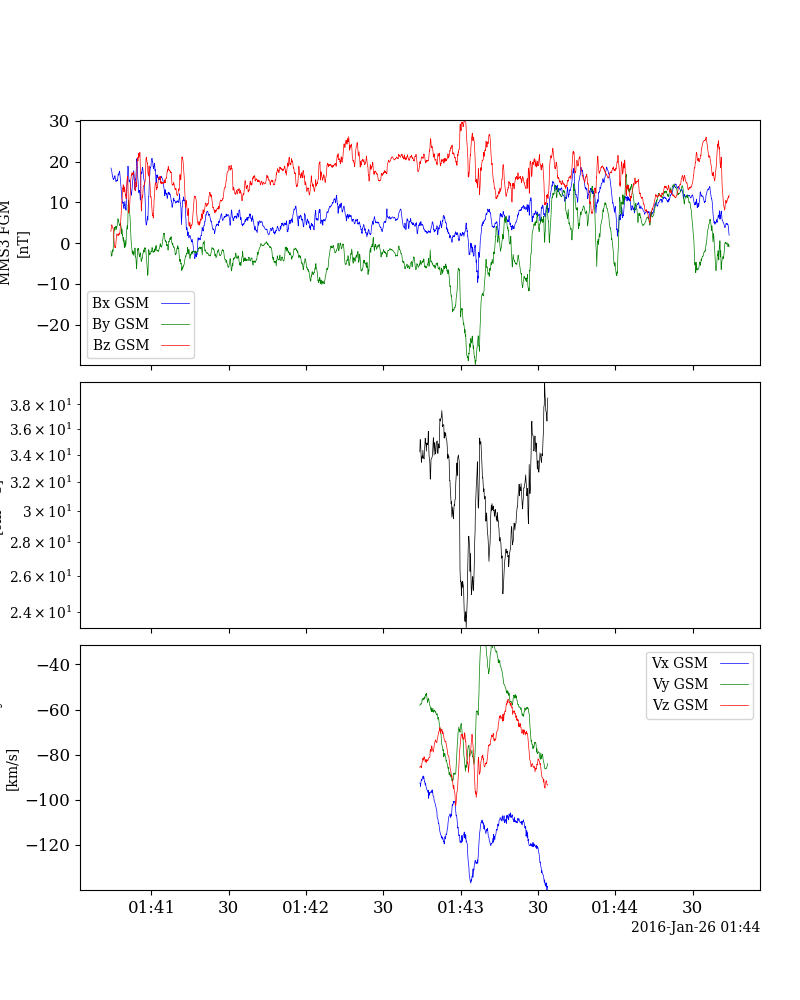 30
20
10
0
−10
−20
MMS3 FGM
[nT]
Bx GSM
By GSM
Bz GSM
3.8 × 10¹
3.6 × 10¹
3.4 × 10¹
3.2 × 10¹
3 × 10¹
2.8 × 10¹
2.6 × 10¹
2.4 × 10¹
−40
−60
−80
−100
−120
[km/s]
Vx GSM
Vy GSM
Vz GSM
01:41 30 01:42 30 01:43 30 01:44 30
2016-Jan-26 01:44